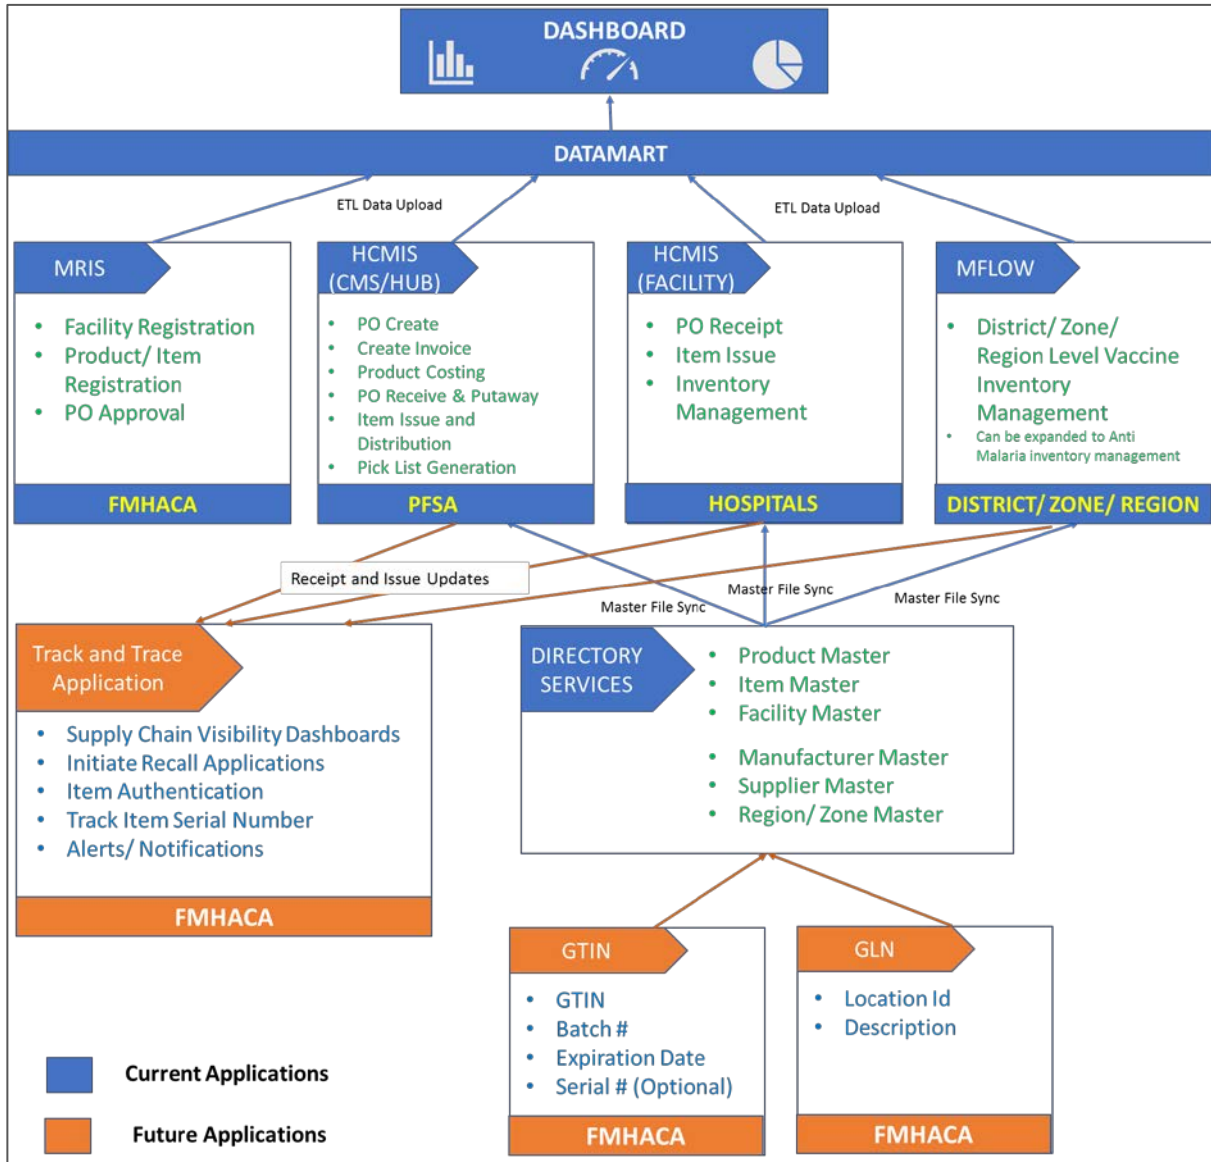 DASHBOARD
DATAMART
ETL Data Upload
ETL Data Upload
MRIS
• Facility Registration
• Product/ Item
Registration
• PO Approval
FMHACA
HCMIS
(CMS/HUB)
• PO Create
• Create Invoice
• Product Costing
• PO Receive & Putaway
• Item Issue and
Distribution
• Pick List Generation
PFSA
HCMIS
(FACILITY)
• PO Receipt
• Item Issue
• Inventory
Management
HOSPITALS
MFLOW
• District/ Zone/
Region Level Vaccine
Inventory
Management
• Can be expanded to Anti
Malaria inventory management
DISTRICT/ ZONE/ REGION
Receipt and Issue Updates
Master File Sync
Master File Sync
Master File Sync
Track and Trace
Application
• Supply Chain Visibility Dashboards
• Initiate Recall Applications
• Item Authentication
• Track Item Serial Number
• Alerts/ Notifications
FMHACA
DIRECTORY
SERVICES
• Product Master
• Item Master
• Facility Master
• Manufacturer Master
• Supplier Master
• Region/ Zone Master
GTIN
• GTIN
• Batch #
• Expiration Date
• Serial # (Optional)
FMHACA
GLN
• Location Id
• Description
FMHACA
Current Applications
Future Applications